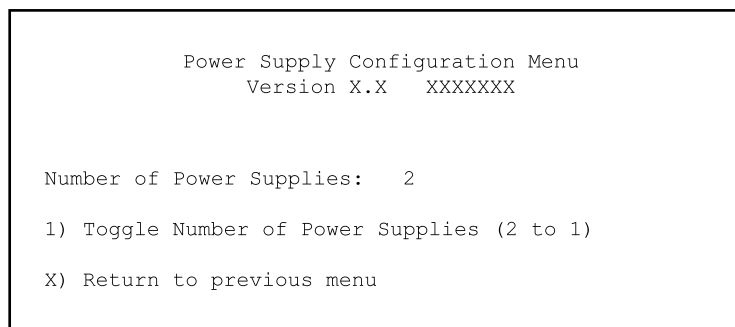 Power Supply Configuration Menu
Version X.X XXXXXXX
Number of Power Supplies: 2
1) Toggle Number of Power Supplies (2 to 1)
X) Return to previous menu